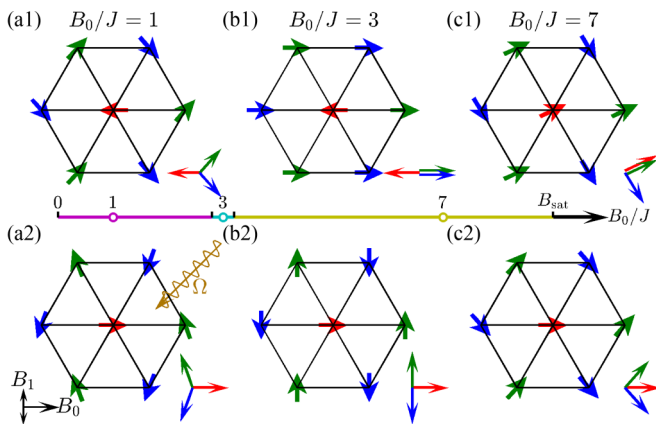 (a1) B₀/J = 1
(b1) B₀/J = 3
(c1) B₀/J = 7
0 1 3 7 B_sat B₀/J
(a2) Ω
(b2)
(c2)
B₁
B₀